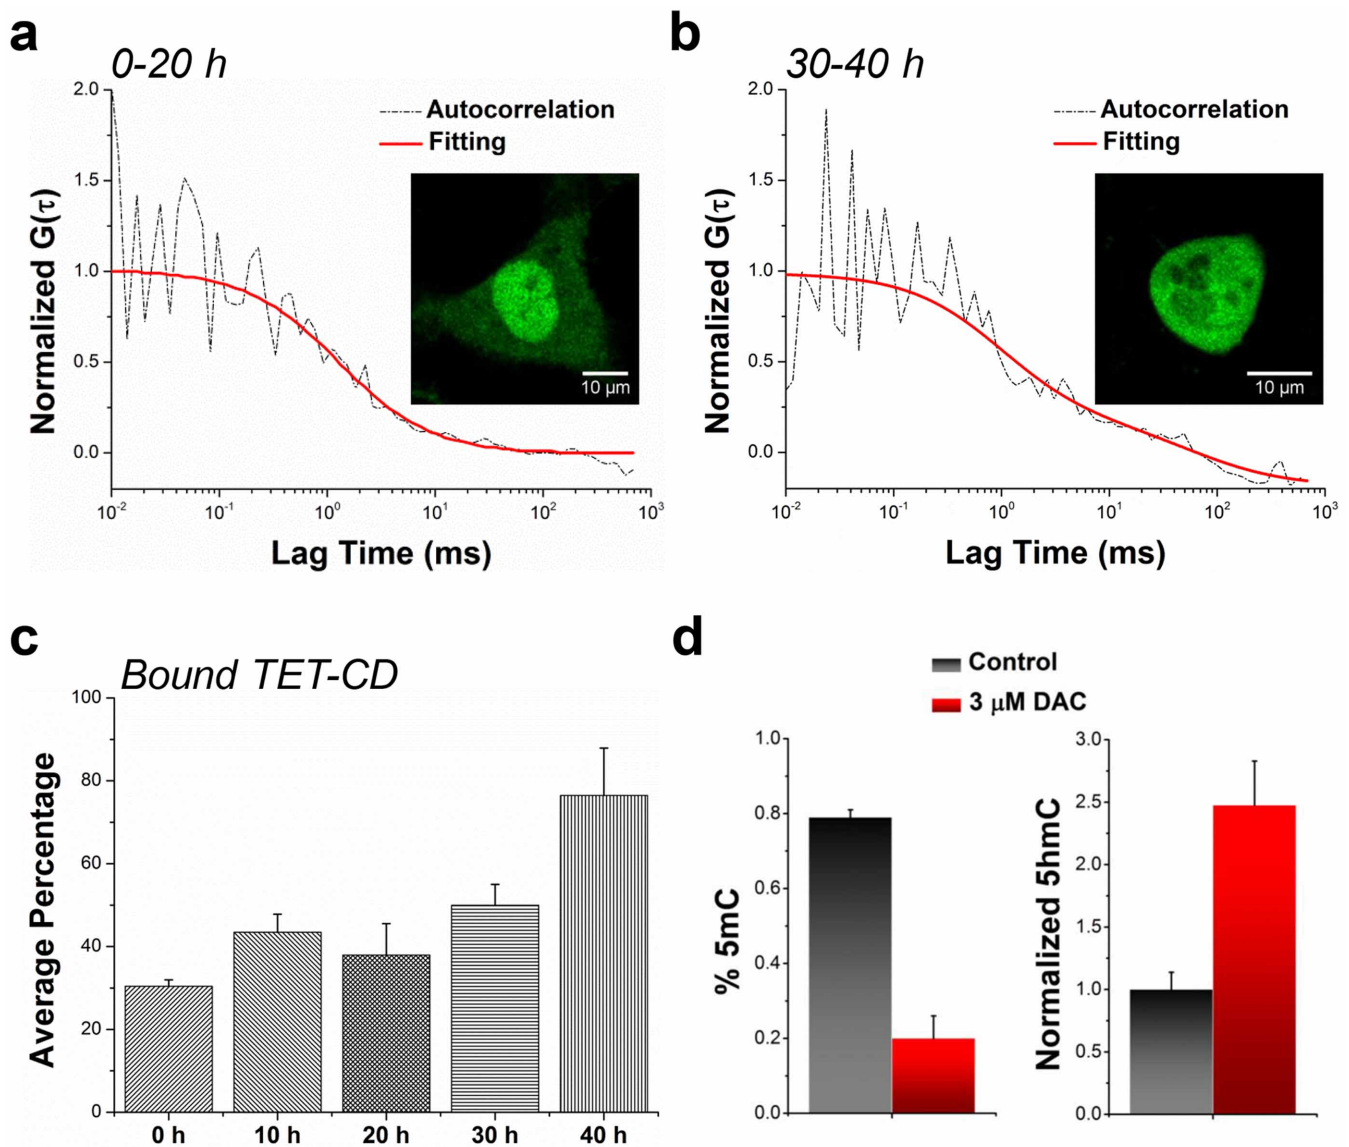 a
0-20 h
2.0
1.5
1.0
0.5
0.0
Normalized G(τ)
Autocorrelation
Fitting
10 µm
10⁻² 10⁻¹ 10⁰ 10¹ 10² 10³
Lag Time (ms)
b
30-40 h
2.0
1.5
1.0
0.5
0.0
Normalized G(τ)
Autocorrelation
Fitting
10 µm
10⁻² 10⁻¹ 10⁰ 10¹ 10² 10³
Lag Time (ms)
c
Bound TET-CD
100
80
60
40
20
0
Average Percentage
0 h 10 h 20 h 30 h 40 h
d
Control
3 µM DAC
1.0
0.8
0.6
0.4
0.2
0.0
% 5mC
3.0
2.5
2.0
1.5
1.0
0.5
0.0
Normalized 5hmC